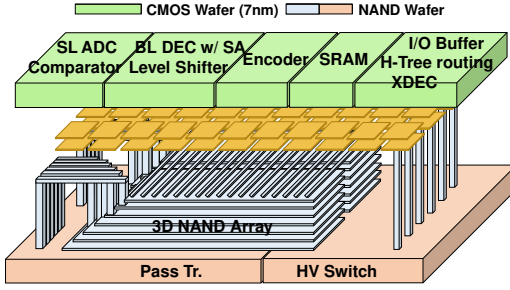 CMOS Wafer (7nm)
NAND Wafer
SL ADC
Comparator
BL DEC w/ SA
Level Shifter
Encoder
SRAM
I/O Buffer
H-Tree routing
XDEC
3D NAND Array
Pass Tr.
HV Switch